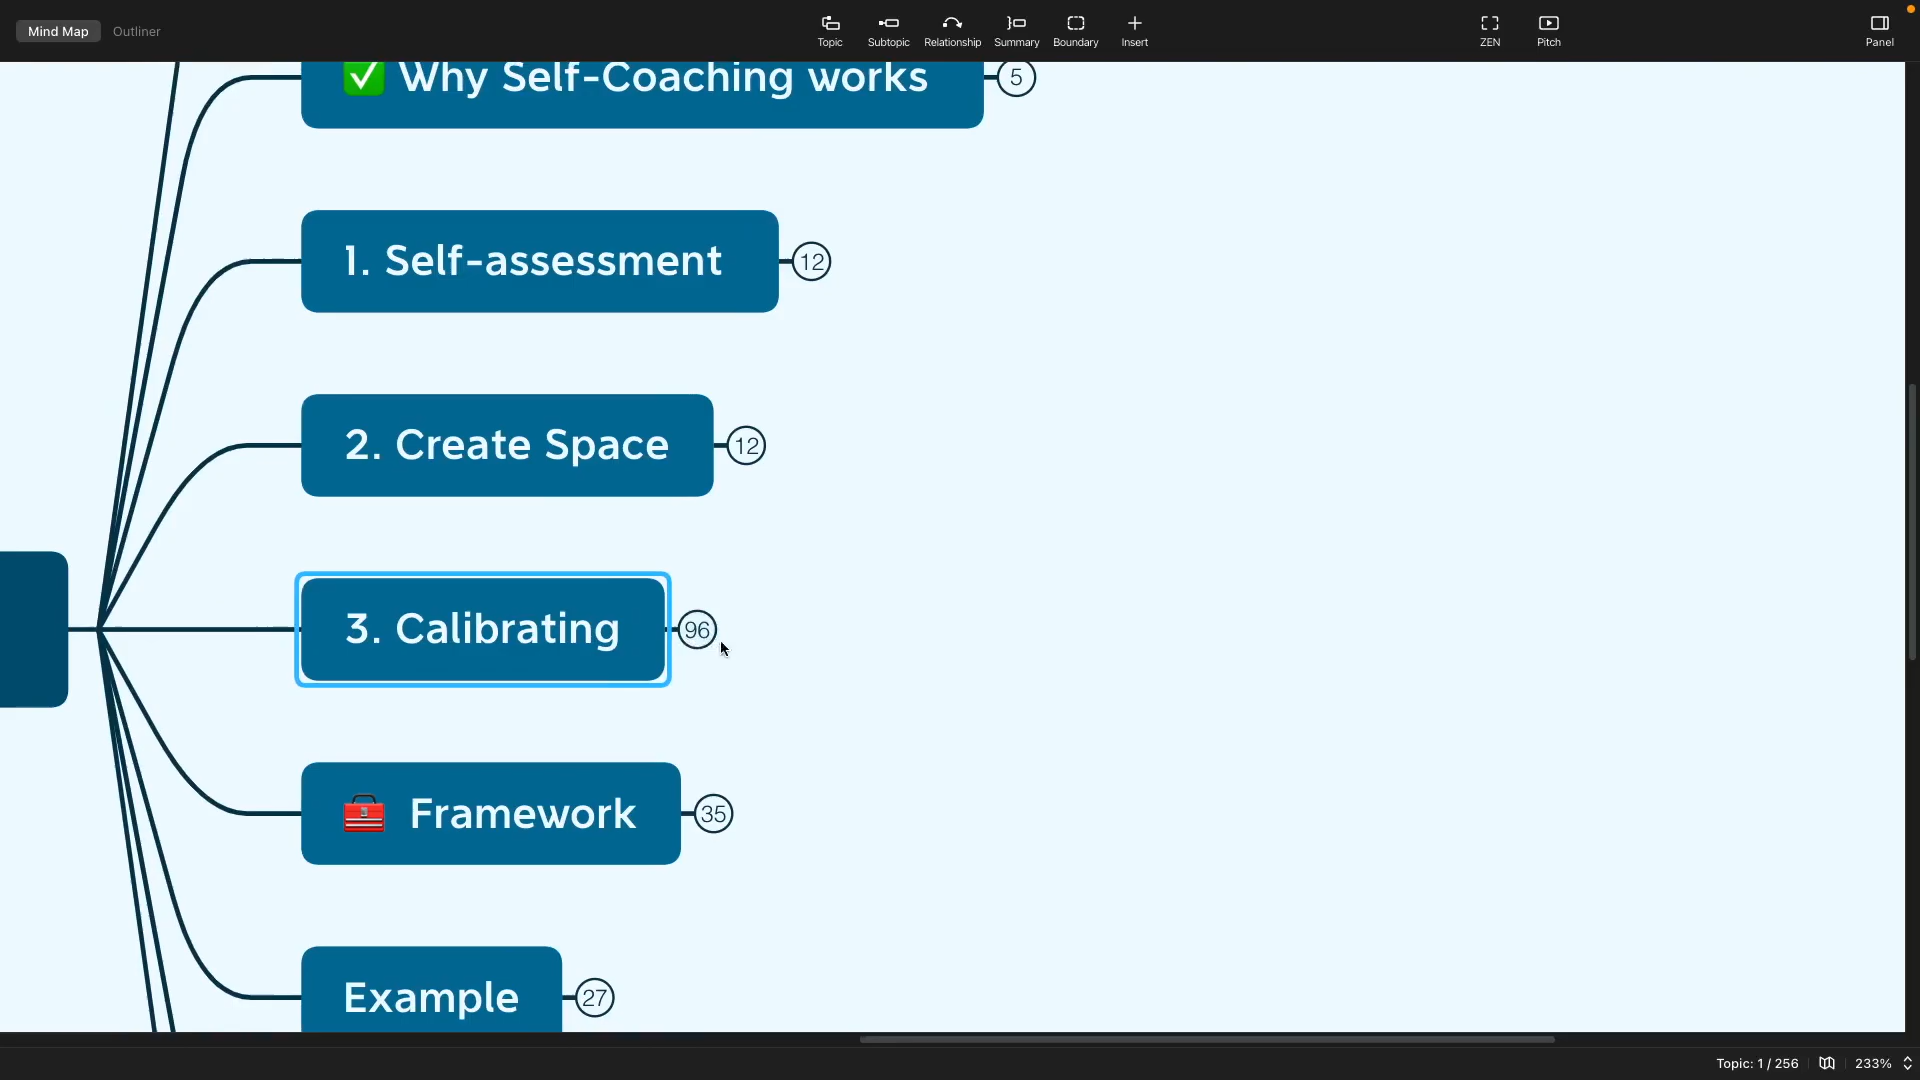 Mind Map Outliner
Topic Subtopic Relationship Summary Boundary Insert
ZEN Pitch
Panel
✅ Why Self-Coaching works 5
1. Self-assessment 12
2. Create Space 12
3. Calibrating 96
🧰 Framework 35
Example 27
Topic: 1 / 256 233%